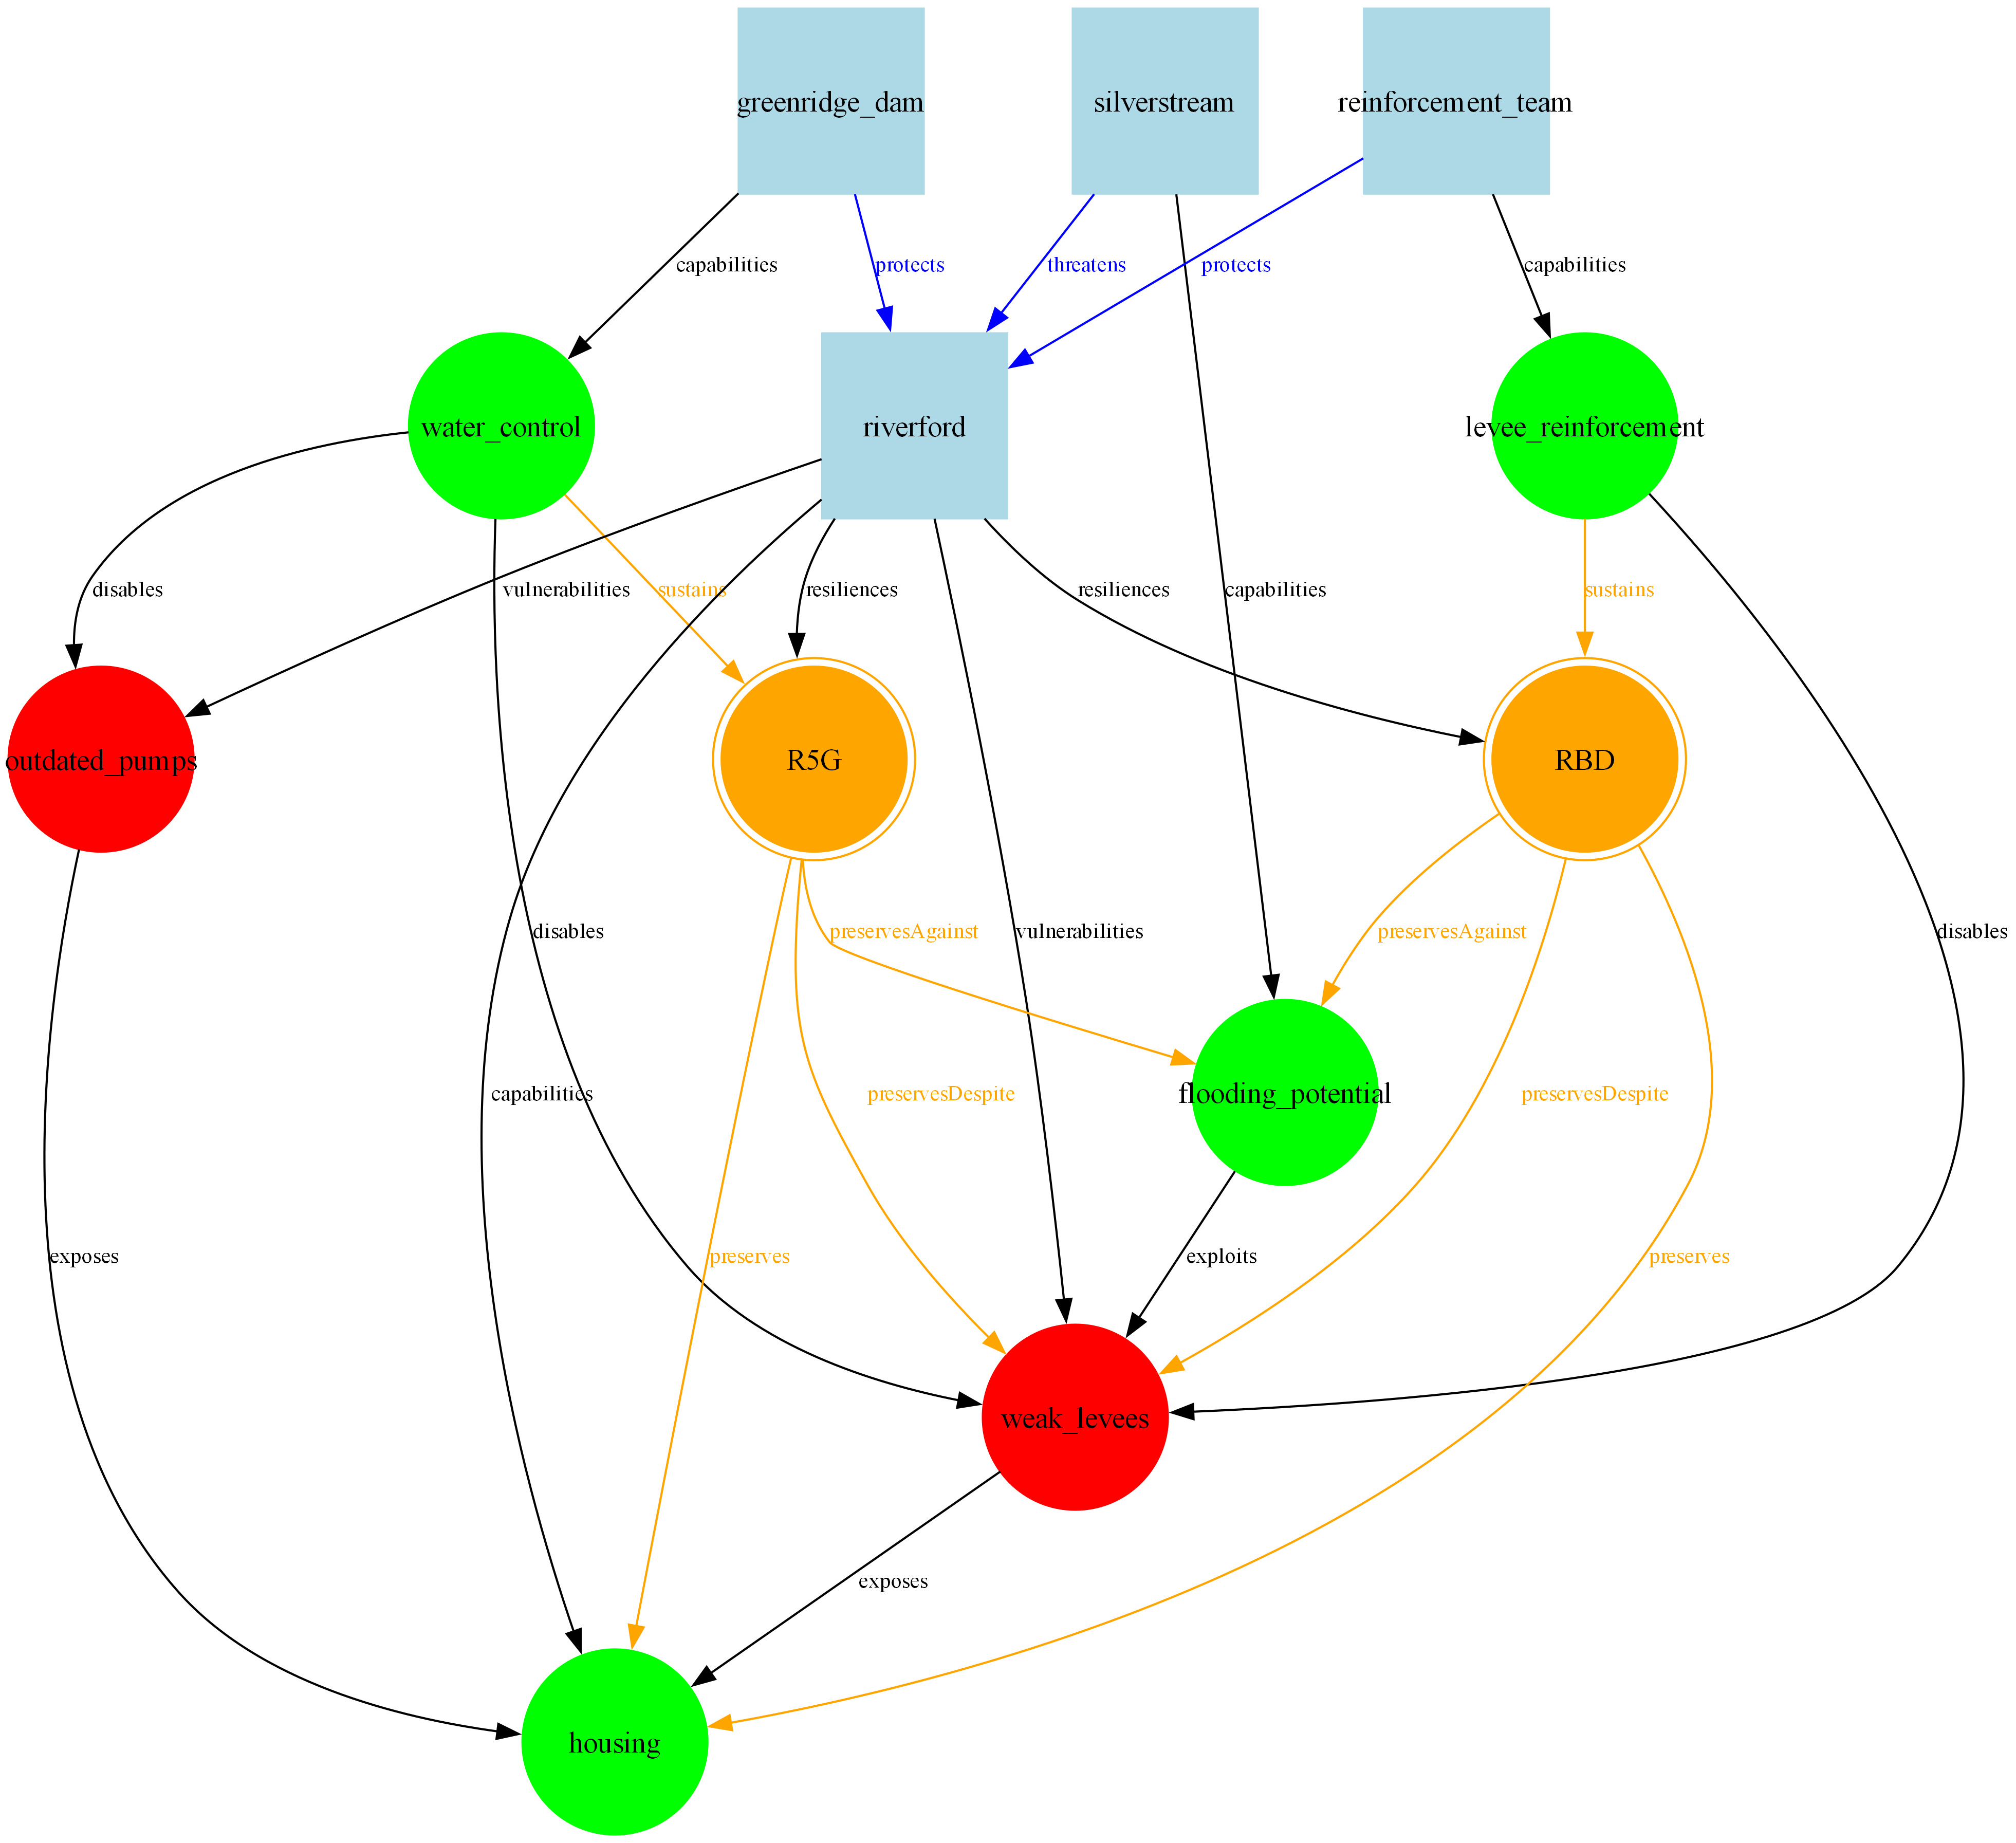 greenridge_dam
silverstream
reinforcement_team
capabilities
protects
threatens
protects
capabilities
water_control
riverford
levee_reinforcement
disables
vulnerabilities
sustains
resiliences
resiliences
capabilities
sustains
outdated_pumps
R5G
RBD
disables
preservesAgainst
vulnerabilities
preservesAgainst
disables
capabilities
preservesDespite
flooding_potential
preservesDespite
exposes
preserves
exploits
preserves
weak_levees
exposes
housing